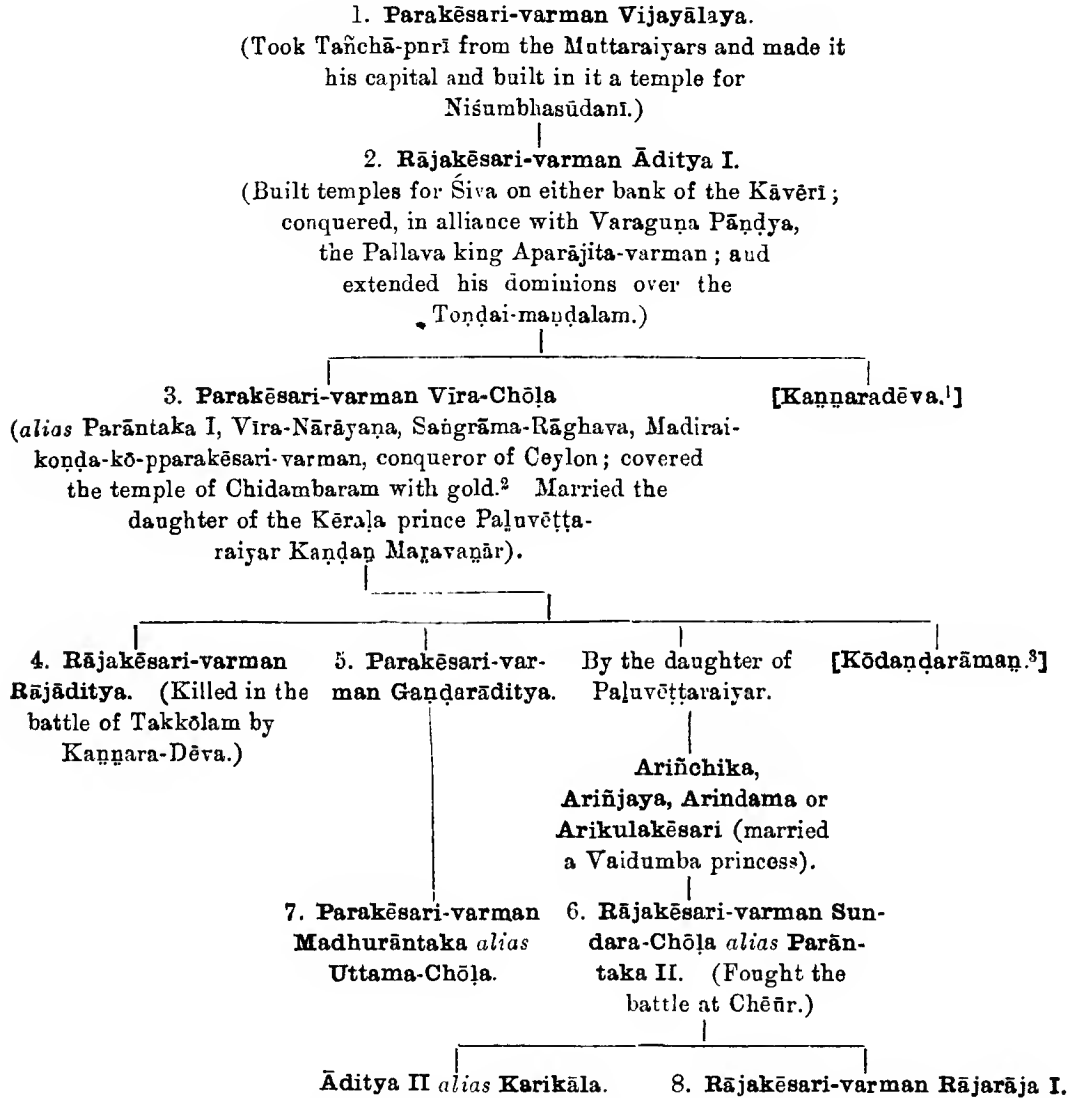 1. Parakēsari-varman Vijayālaya.
(Took Tañchā-pnrī from the Muttaraiyars and made it
his capital and built in it a temple for
Niśumbhasūdanī.)
2. Rājakēsari-varman Āditya I.
(Built temples for Śiva on either bank of the Kāvērī;
conquered, in alliance with Varaguṇa Pāṇḍya,
the Pallava king Aparājita-varman; and
extended his dominions over the
Toṇḍai-maṇḍalam.)
3. Parakēsari-varman Vīra-Chōḷa
(alias Parāntaka I, Vīra-Nārāyaṇa, Saṅgrāma-Rāghava, Madirai-
koṇḍa-kō-pparakēsari-varman, conqueror of Ceylon; covered
the temple of Chidambaram with gold.² Married the
daughter of the Kēraḷa prince Paḻuvēṭṭa-
raiyar Kaṇḍaṉ Maṟavaṉār).
[Kaṉṉaradēva.¹]
4. Rājakēsari-varman
Rājāditya. (Killed in the
battle of Takkōlam by
Kaṉṉara-Dēva.)
5. Parakēsari-var-
man Gaṇḍarāditya.
By the daughter of
Paḻuvēṭṭaraiyar.
[Kōdaṇḍarāman.³]
Ariñchika,
Ariñjaya, Arindama or
Arikulakēsari (married
a Vaidumba princess).
7. Parakēsari-varman
Madhurāntaka alias
Uttama-Chōḷa.
6. Rājakēsari-varman Sun-
dara-Chōḷa alias Parān-
taka II. (Fought the
battle at Chēūr.)
Āditya II alias Karikāla.
8. Rājakēsari-varman Rājarāja I.